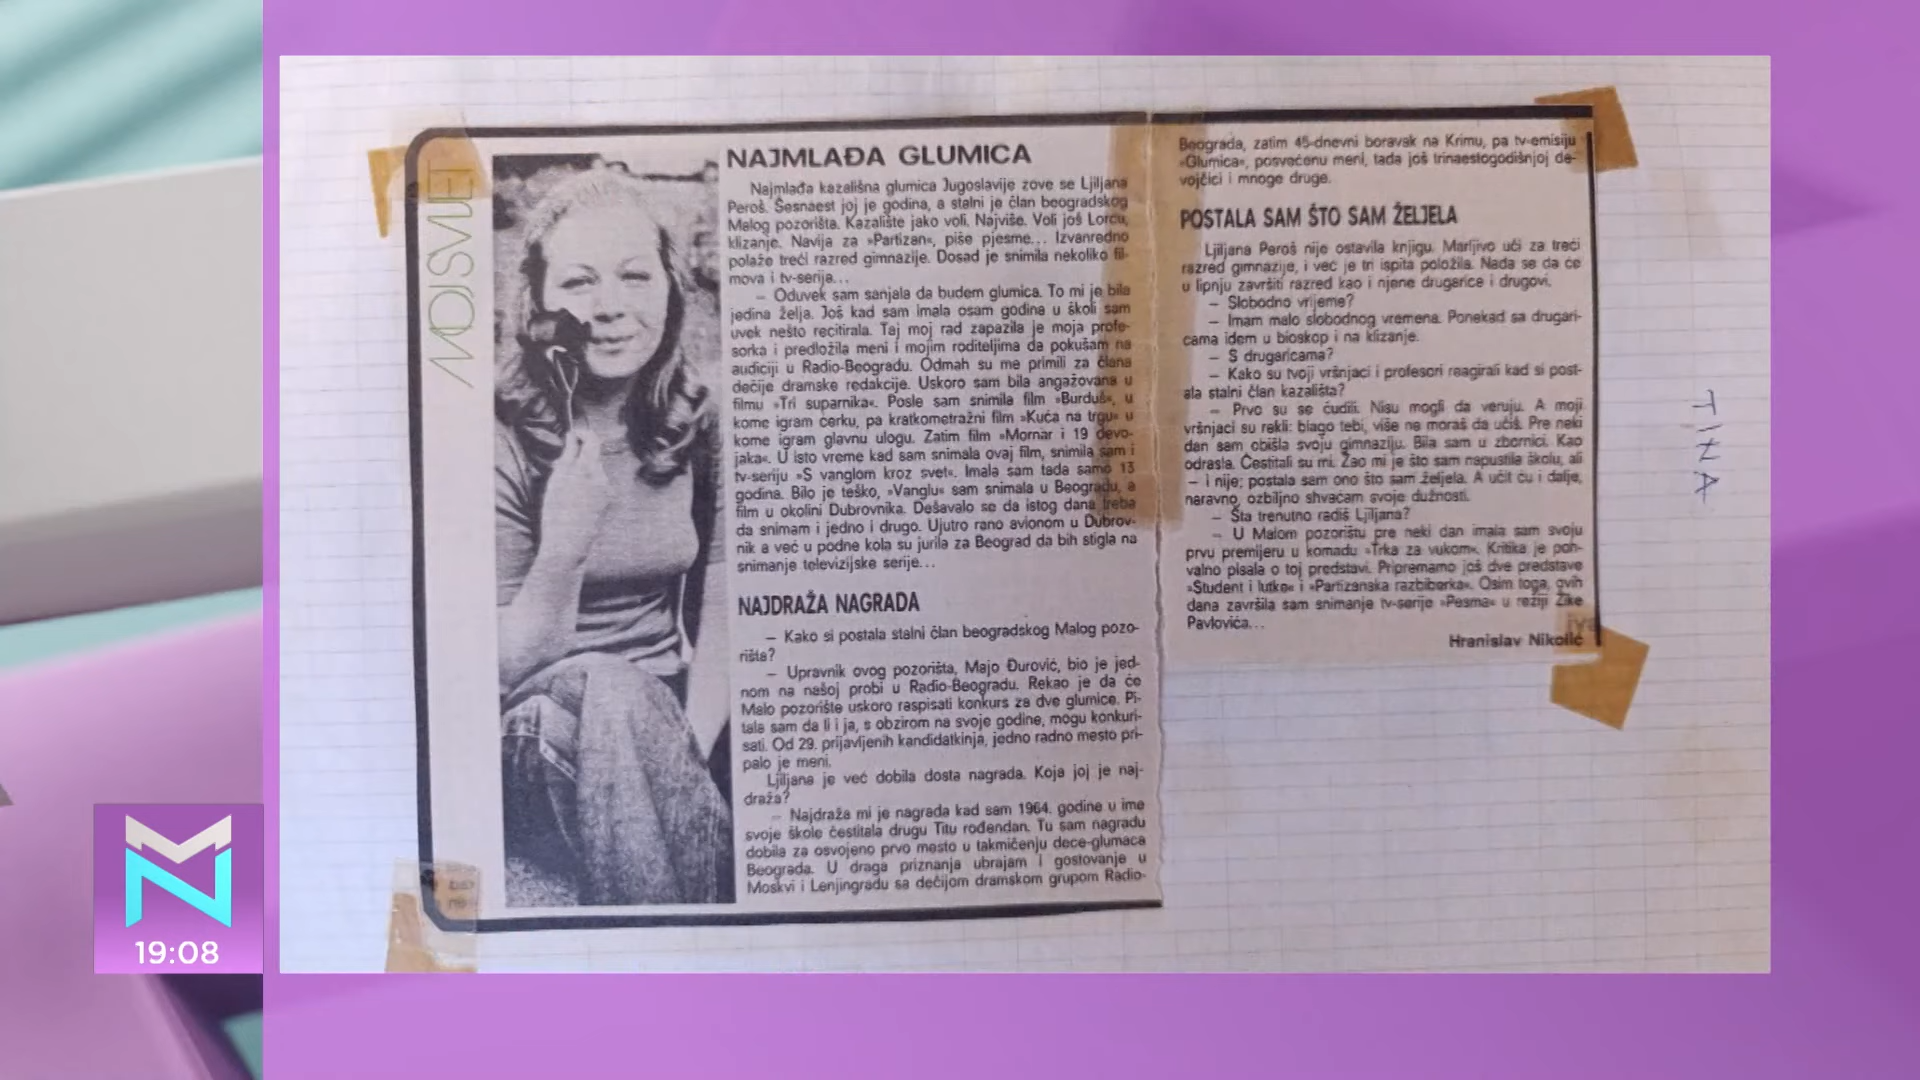 MOJ SVIJET
NAJMLAĐA GLUMICA
Najmlađa kazališna glumica Jugoslavije zove se Ljiljana
Peroš. Šesnaest joj je godina, a stalni je član beogradskog
Malog pozorišta. Kazalište jako voli. Najviše. Voli još Lorcu,
klizanje. Navija za »Partizan«, piše pjesme... Izvanredno
polaže treći razred gimnazije. Dosad je snimila nekoliko fil-
mova i tv-serija...
— Oduvek sam sanjala da budem glumica. To mi je bila
jedina želja. Još kad sam imala osam godina u školi sam
uvek nešto recitirala. Taj moj rad zapazila je moja profe-
sorka i predložila meni i mojim roditeljima da pokušam na
audiciji u Radio-Beogradu. Odmah su me primili za člana
dečije dramske redakcije. Uskoro sam bila angažovana u
filmu »Tri suparnika«. Posle sam snimila film »Burduš«, u
kome igram ćerku, pa kratkometražni film »Kuća na trgu« u
kome igram glavnu ulogu. Zatim film »Mornar i 19 devo-
jaka«. U isto vreme kad sam snimala ovaj film, snimila sam i
tv-seriju »S vanglom kroz svet«. Imala sam tada samo 13
godina. Bilo je teško, »Vanglu« sam snimala u Beogradu, a
film u okolini Dubrovnika. Dešavalo se da istog dana treba
da snimam i jedno i drugo. Ujutro rano avionom u Dubrov-
nik a već u podne kola su jurila za Beograd da bih stigla na
snimanje televizijske serije...
NAJDRAŽA NAGRADA
— Kako si postala stalni član beogradskog Malog pozo-
rišta?
— Upravnik ovog pozorišta, Majo Đurović, bio je jed-
nom na našoj probi u Radio-Beogradu. Rekao je da će
Malo pozorište uskoro raspisati konkurs za dve glumice. Pi-
tala sam da li i ja, s obzirom na svoje godine, mogu konkuri-
sati. Od 29. prijavljenih kandidatkinja, jedno radno mesto pri-
palo je meni.
Ljiljana je već dobila dosta nagrada. Koja joj je naj-
draža?
— Najdraža mi je nagrada kad sam 1964. godine u ime
svoje škole čestitala drugu Titu rođendan. Tu sam nagradu
dobila za osvojeno prvo mesto u takmičenju dece-glumaca
Beograda. U draga priznanja ubrajam i gostovanje u
Moskvi i Lenjingradu sa dečijom dramskom grupom Radio-
Beograda, zatim 45-dnevni boravak na Krimu, pa tv-emisiju
»Glumica«, posvećenu meni, tada još trinaestogodišnjoj de-
vojčici i mnoge druge.
POSTALA SAM ŠTO SAM ŽELJELA
Ljiljana Peroš nije ostavila knjigu. Marljivo uči za treći
razred gimnazije, i već je tri ispita položila. Nada se da će
u lipnju završiti razred kao i njene drugarice i drugovi.
— Slobodno vrijeme?
— Imam malo slobodnog vremena. Ponekad sa drugari-
cama idem u bioskop i na klizanje.
— S drugaricama?
— Kako su tvoji vršnjaci i profesori reagirali kad si post-
ala stalni član kazališta?
— Prvo su se čudili. Nisu mogli da veruju. A moji
vršnjaci su rekli: blago tebi, više ne moraš da učiš. Pre neki
dan sam obišla svoju gimnaziju. Bila sam u zbornici. Kao
odrasla. Čestitali su mi. Žao mi je što sam napustila školu, ali
— i nije; postala sam ono što sam željela. A učit ću i dalje,
naravno, ozbiljno shvaćam svoje dužnosti.
— Šta trenutno radiš Ljiljana?
— U Malom pozorištu pre neki dan imala sam svoju
prvu premijeru u komadu »Trka za vukom«. Kritika je poh-
valno pisala o toj predstavi. Pripremamo još dve predstave
»Student i lutke« i »Partizanska razbibriga«. Osim toga, ovih
dana završila sam snimanje tv-serije »Pesma« u režiji Žike
Pavlovića...
Hranislav Nikolić
TINA
19:08